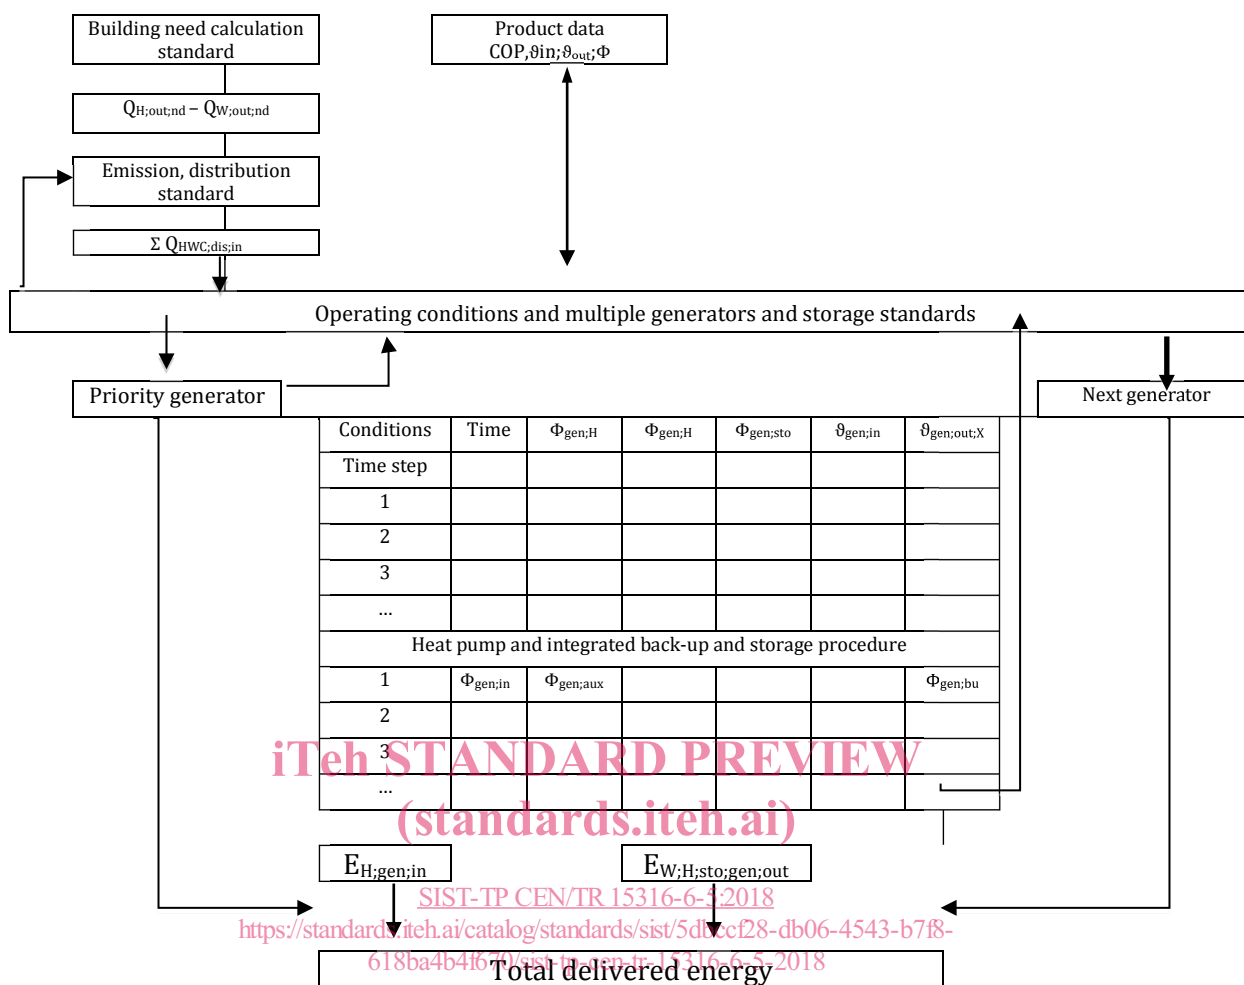 Building need calculation
standard
Product data
COP,ϑin;ϑout;Φ
QH;out;nd – QW;out;nd
Emission, distribution
standard
Σ QHWC;dis;in
Operating conditions and multiple generators and storage standards
Priority generator
Next generator
Conditions Time Φgen;H Φgen;H Φgen;sto ϑgen;in ϑgen;out,X
Time step
1
2
3
...
Heat pump and integrated back-up and storage procedure
1 Φgen;in Φgen;aux Φgen;bu
2
3
iTeh STANDARD PREVIEW
...
(standards.iteh.ai)
EH;gen;in EW;H;sto;gen;out
SIST-TP CEN/TR 15316-6-5:2018
https://standards.iteh.ai/catalog/standards/sist/5dbccf28-db06-4543-b7f8-
618ba4b4f670/sist-tp-cen-tr-15316-6-5-2018
Total delivered energy